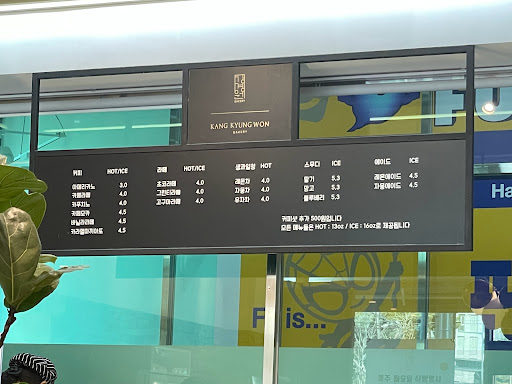 KANG KYUNG WON
BAKERY
커피 HOT/ICE
아메리카노 3.0
카페라떼 4.0
카푸치노 4.0
카페모카 4.5
바닐라라떼 4.5
카라멜마끼아또 4.5
라떼 HOT/ICE
초코라떼 4.0
그린티라떼 4.0
고구마라떼 4.0
생과일청 HOT
레몬차 4.0
자몽차 4.0
유자차 4.0
스무디 ICE
딸기 5.3
망고 5.3
블루베리 5.3
에이드 ICE
레몬에이드 4.5
자몽에이드 4.5
커피샷 추가 500원입니다
모든 메뉴들은 HOT : 13oz / ICE : 16oz로 제공됩니다
FU
Ha
is...